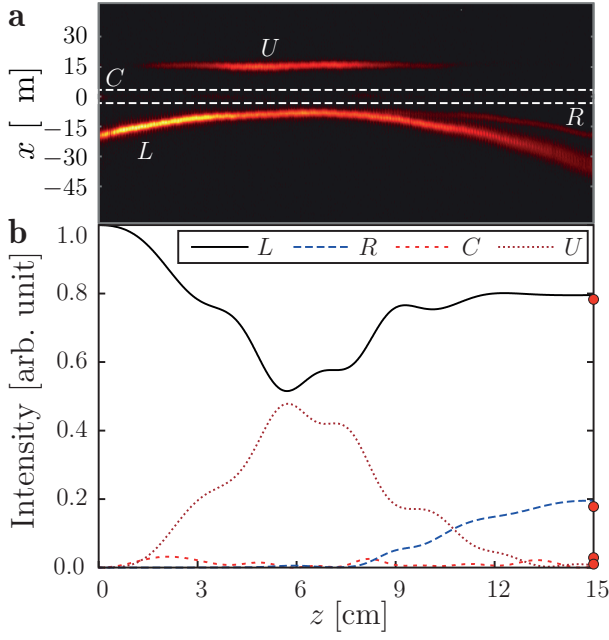 a
30
15
0
−15
−30
−45
x [ m]
C
U
L
R
b
L R C U
1.0
0.8
0.6
0.4
0.2
0.0
Intensity [arb. unit]
0 3 6 9 12 15
z [cm]